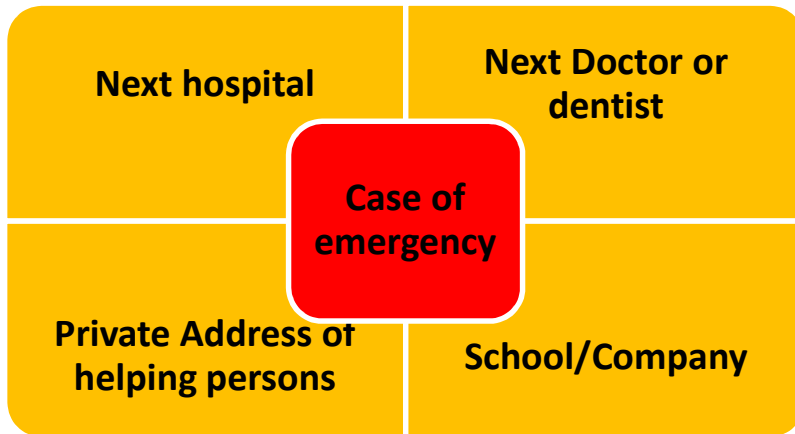 Next hospital
Next Doctor or
dentist
Case of
emergency
Private Address of
helping persons
School/Company